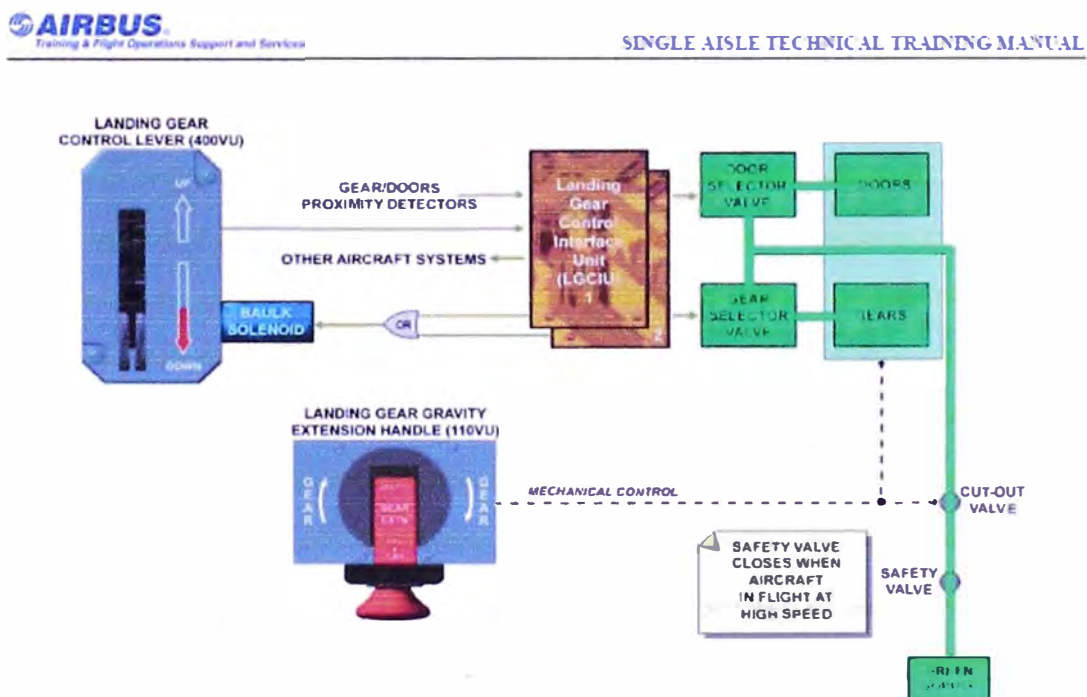 AIRBUS
Training & Flight Operations Support and Services
SINGLE AISLE TECHNICAL TRAINING MANUAL
LANDING GEAR
CONTROL LEVER (400VU)
UP
DOWN
BAULK
SOLENOID
GEAR/DOORS
PROXIMITY DETECTORS
OTHER AIRCRAFT SYSTEMS
OR
Landing
Gear
Control
Interface
Unit
(LGCIU)
1
2
DOOR
SELECTOR
VALVE
DOORS
GEAR
SELECTOR
VALVE
GEARS
LANDING GEAR GRAVITY
EXTENSION HANDLE (110VU)
GEAR
GEAR
EXTN
GEAR
MECHANICAL CONTROL
CUT-OUT
VALVE
SAFETY VALVE
CLOSES WHEN
AIRCRAFT
IN FLIGHT AT
HIGH SPEED
SAFETY
VALVE
GREEN